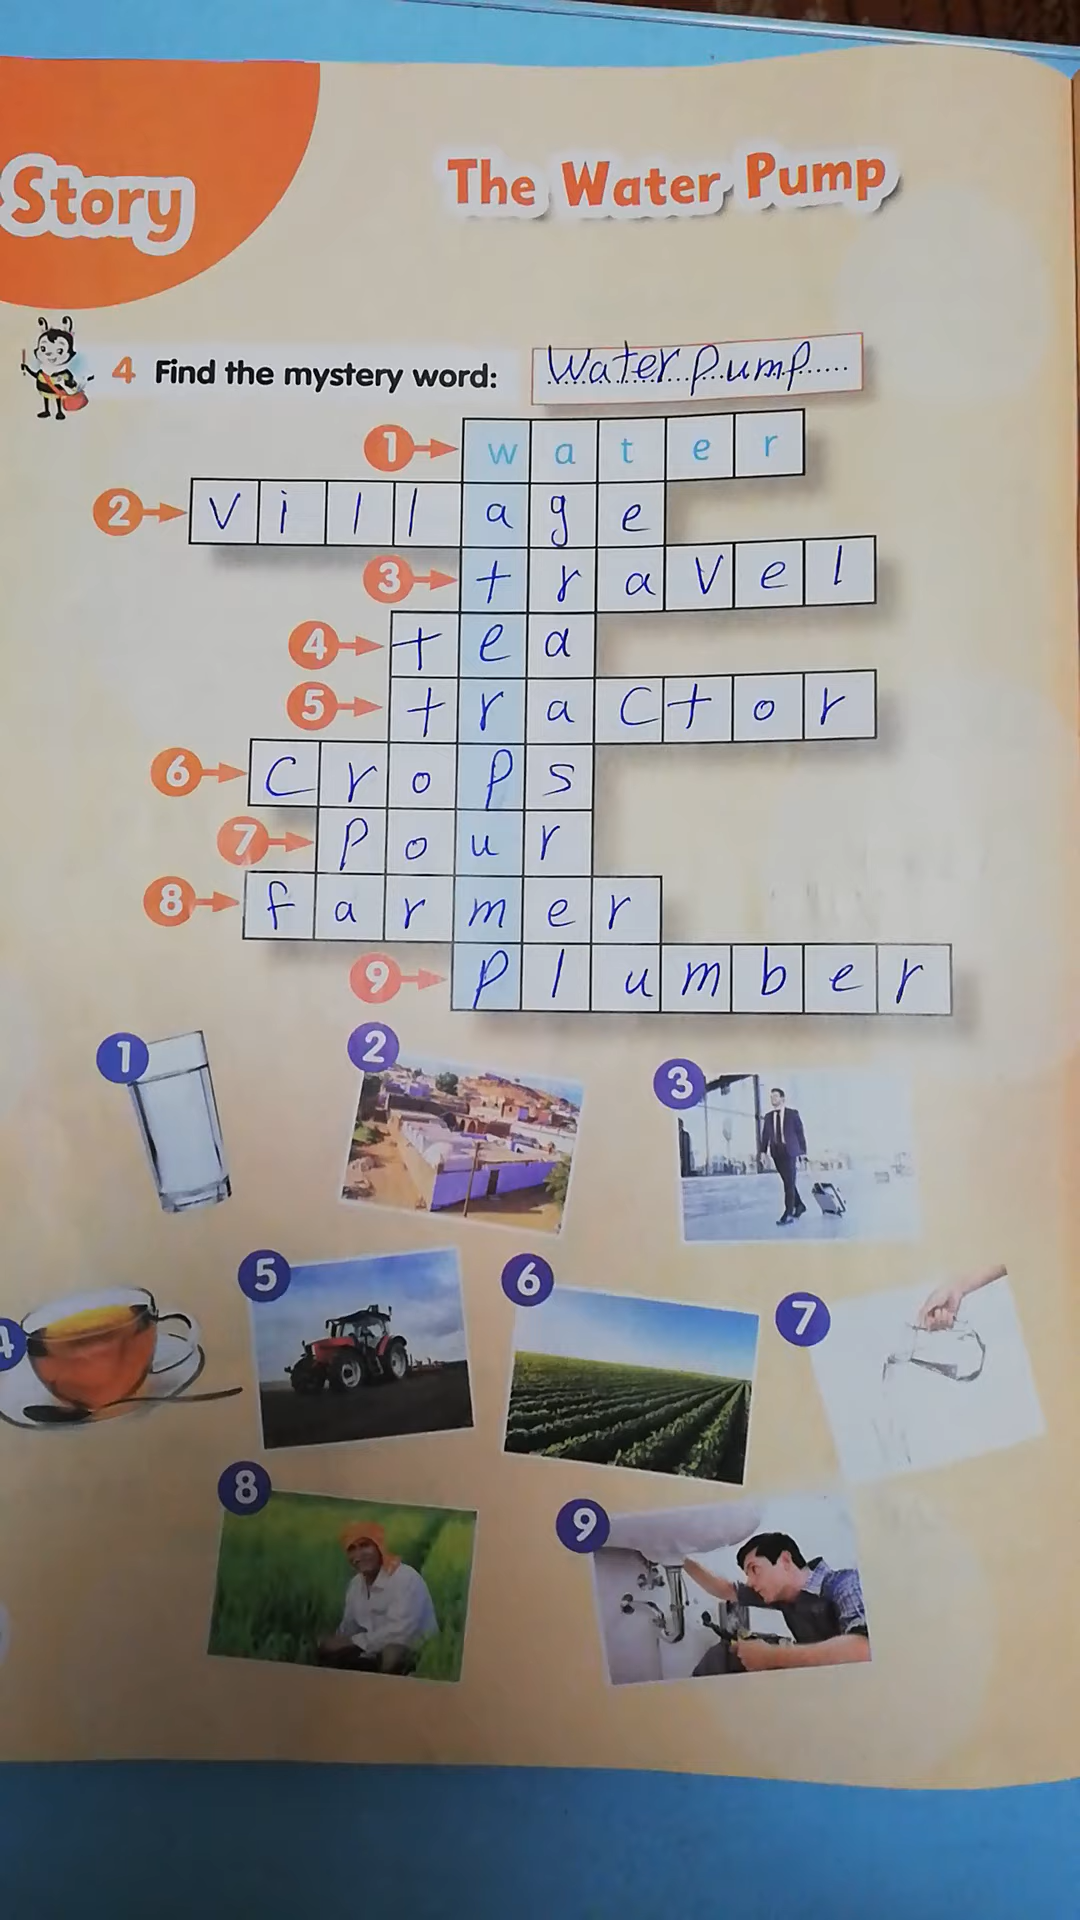 Story
The Water Pump
4 Find the mystery word: Water pump
1 water
2 village
3 travel
4 tea
5 tractor
6 crops
7 pour
8 farmer
9 plumber
1
2
3
4
5
6
7
8
9